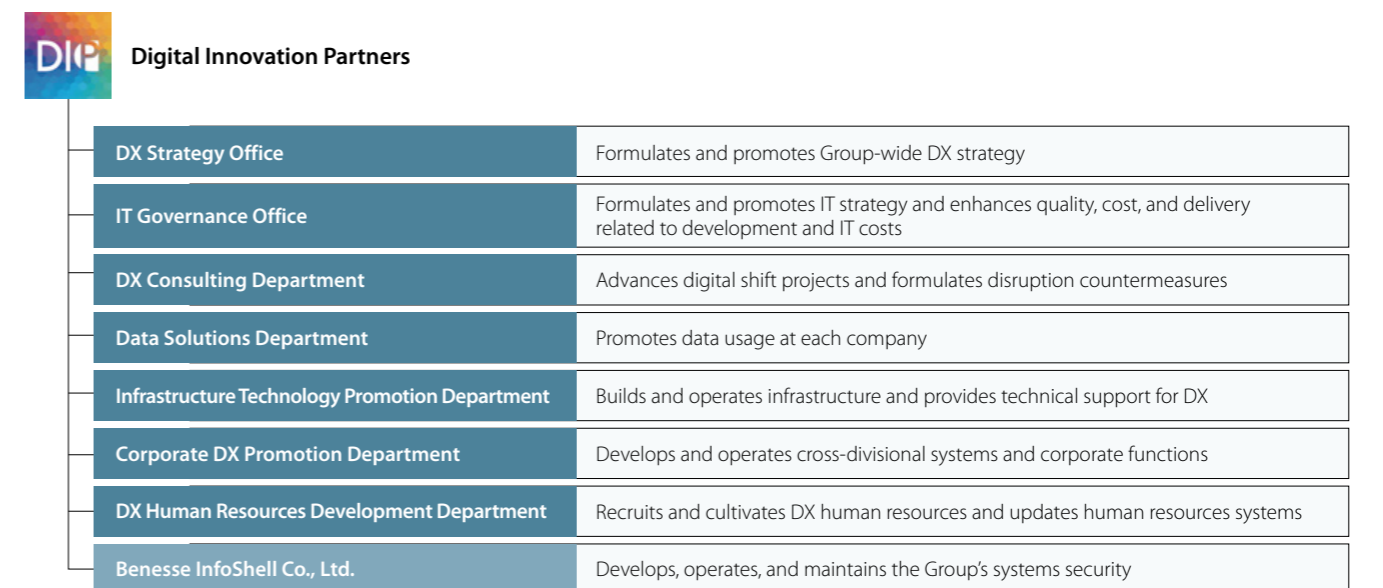 DIP
Digital Innovation Partners
DX Strategy Office
Formulates and promotes Group-wide DX strategy
IT Governance Office
Formulates and promotes IT strategy and enhances quality, cost, and delivery
related to development and IT costs
DX Consulting Department
Advances digital shift projects and formulates disruption countermeasures
Data Solutions Department
Promotes data usage at each company
Infrastructure Technology Promotion Department
Builds and operates infrastructure and provides technical support for DX
Corporate DX Promotion Department
Develops and operates cross-divisional systems and corporate functions
DX Human Resources Development Department
Recruits and cultivates DX human resources and updates human resources systems
Benesse InfoShell Co., Ltd.
Develops, operates, and maintains the Group’s systems security